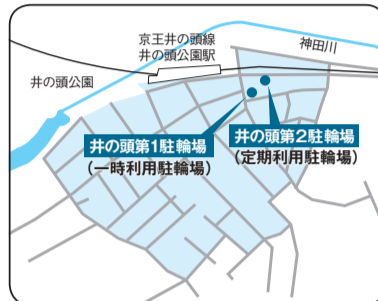 京王井の頭線
井の頭公園駅
神田川
井の頭公園
井の頭第1駐輪場
(一時利用駐輪場)
井の頭第2駐輪場
(定期利用駐輪場)